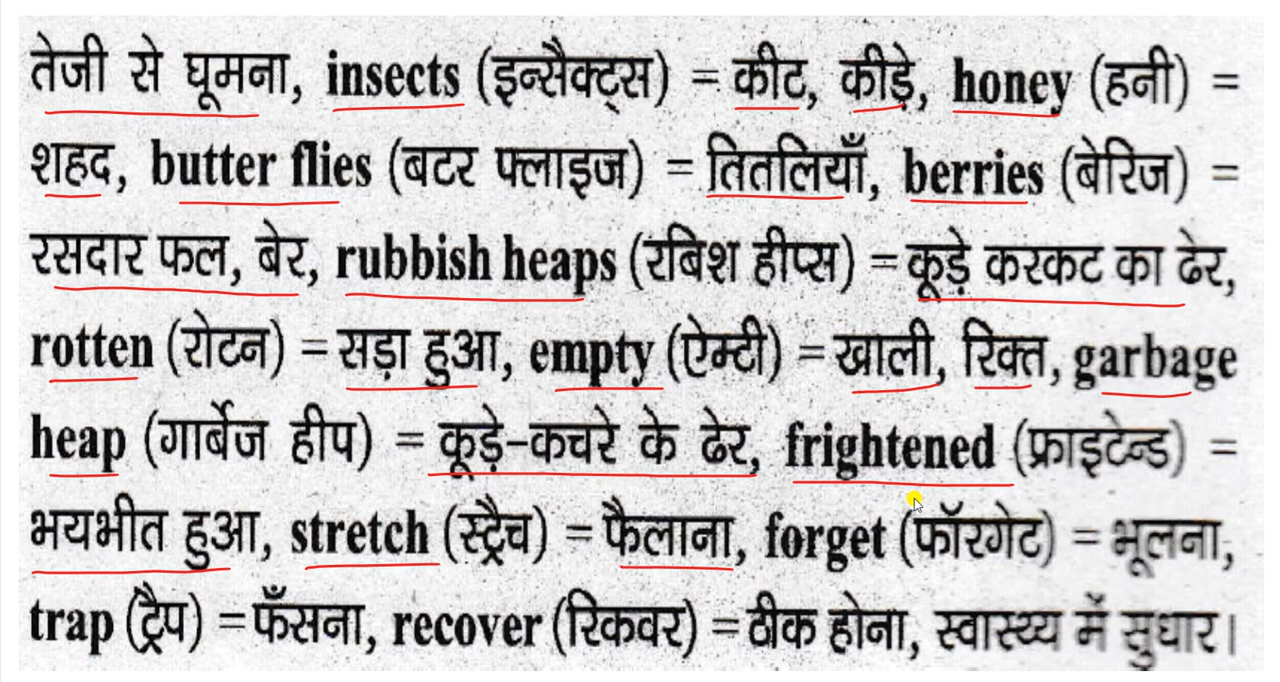 तेजी से घूमना, insects (इन्सैक्ट्स) = कीट, कीड़े, honey (हनी) =
शहद, butter flies (बटर फ्लाइज) = तितलियाँ, berries (बेरिज) =
रसदार फल, बेर, rubbish heaps (रबिश हीप्स) = कूड़े करकट का ढेर,
rotten (रोटन) = सड़ा हुआ, empty (ऐम्टी) = खाली, रिक्त, garbage
heap (गार्बेज हीप) = कूड़े-कचरे के ढेर, frightened (फ्राइटेन्ड) =
भयभीत हुआ, stretch (स्ट्रैच) = फैलाना, forget (फॉरगेट) = भूलना,
trap (ट्रैप) = फँसना, recover (रिकवर) = ठीक होना, स्वास्थ्य में सुधार।